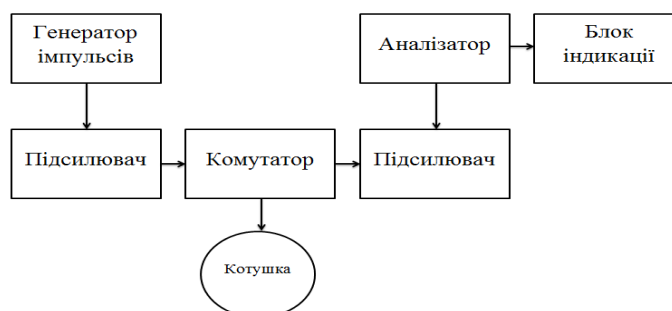 Генератор
імпульсів
Аналізатор
Блок
індикації
Підсилювач
Комутатор
Підсилювач
Котушка